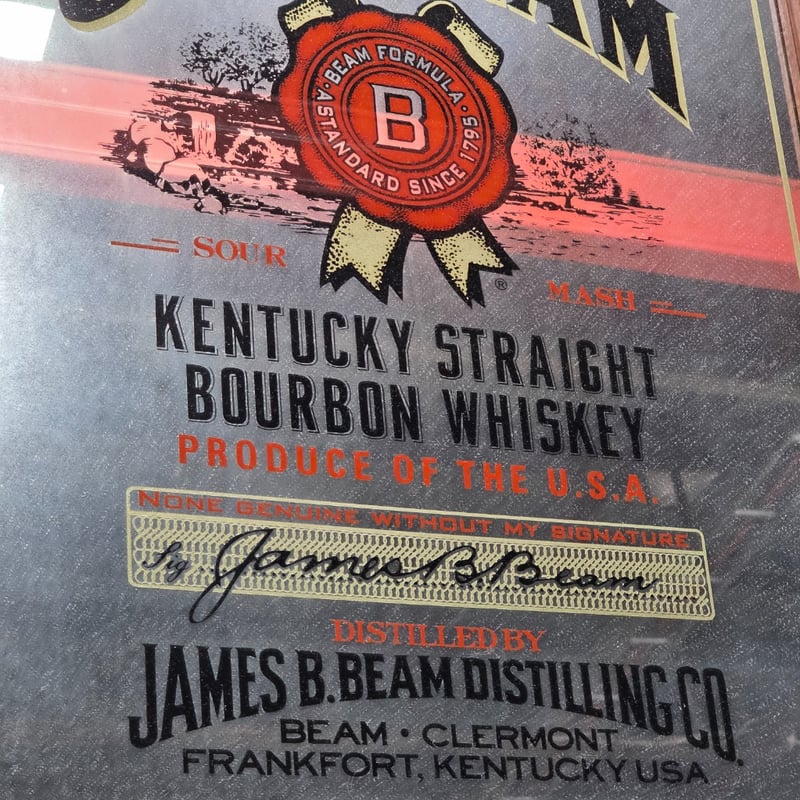 BEAM FORMULA
B
· A STANDARD SINCE 1795 ·
SOUR
MASH
®
KENTUCKY STRAIGHT
BOURBON WHISKEY
PRODUCE OF THE U.S.A.
NONE GENUINE WITHOUT MY SIGNATURE
Sig. James B. Beam
DISTILLED BY
JAMES B. BEAM DISTILLING CO.
BEAM · CLERMONT
FRANKFORT, KENTUCKY USA